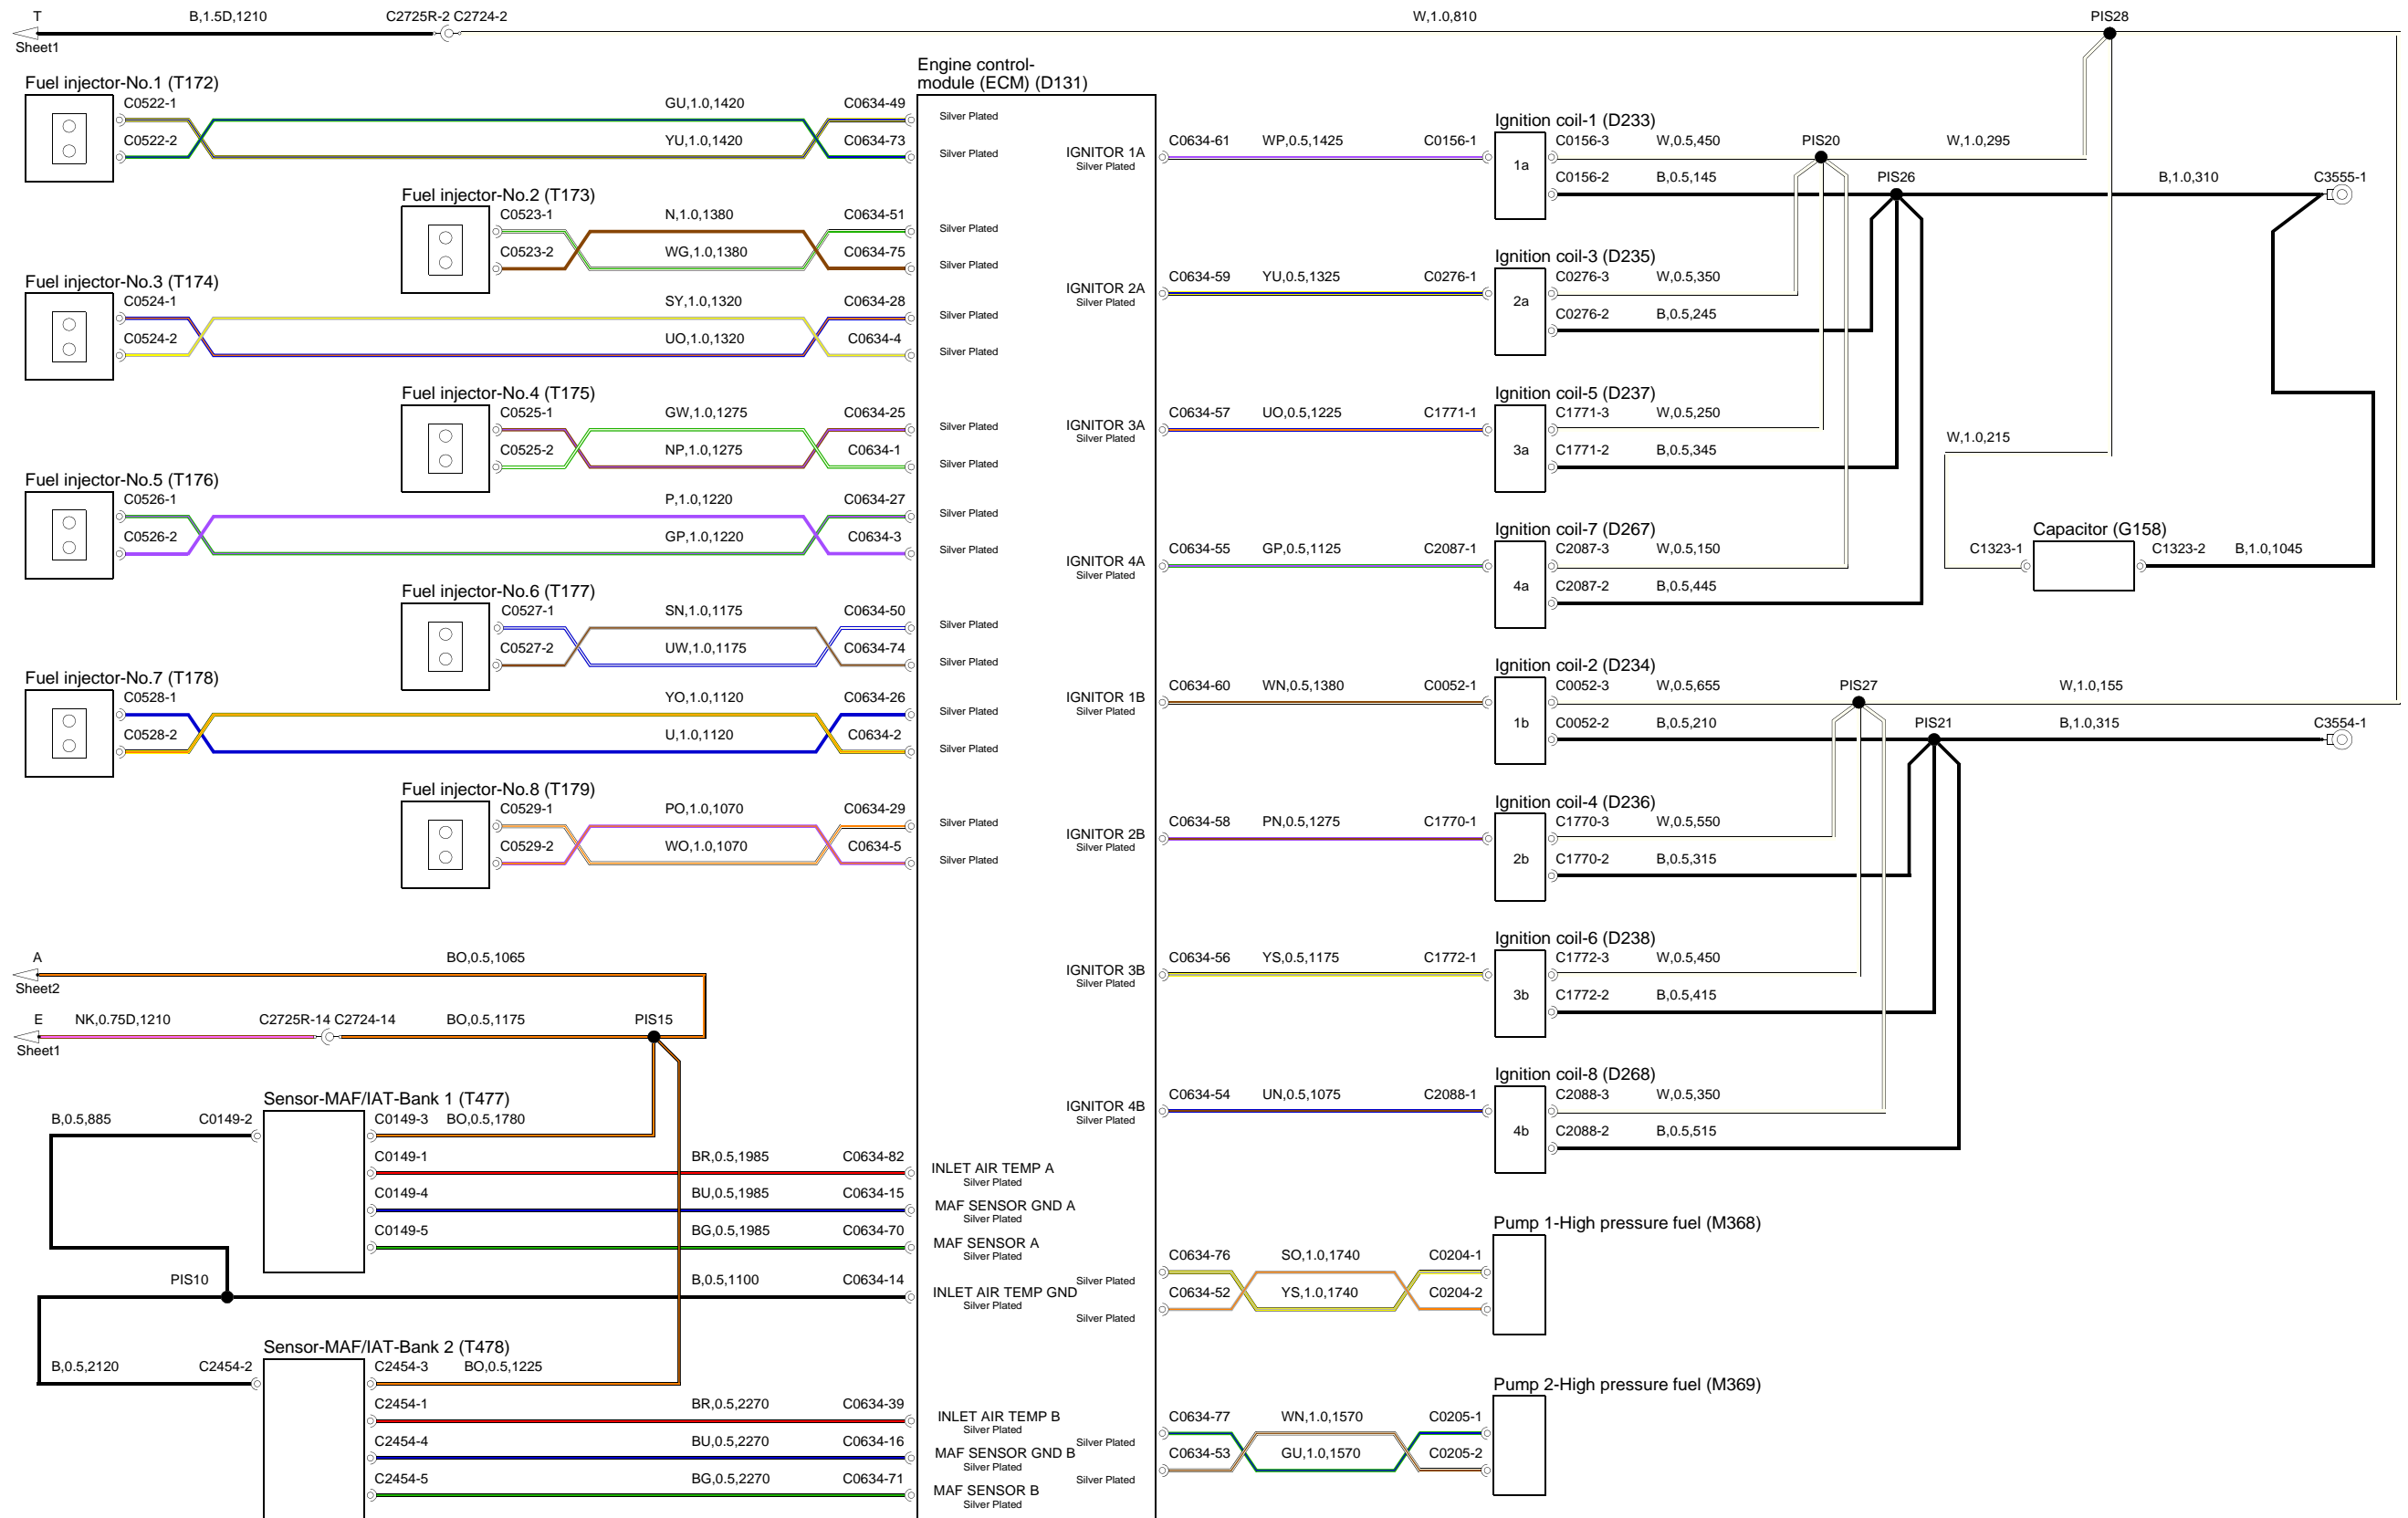 T B,1.5D,1210 C2725R-2 C2724-2 W,1.0,810 PIS28
Sheet1
Engine control-
module (ECM) (D131)
Fuel injector-No.1 (T172)
C0522-1 GU,1.0,1420 C0634-49 Silver Plated
C0522-2 YU,1.0,1420 C0634-73 Silver Plated
Fuel injector-No.2 (T173)
C0523-1 N,1.0,1380 C0634-51 Silver Plated
C0523-2 WG,1.0,1380 C0634-75 Silver Plated
Fuel injector-No.3 (T174)
C0524-1 SY,1.0,1320 C0634-28 Silver Plated
C0524-2 UO,1.0,1320 C0634-4 Silver Plated
Fuel injector-No.4 (T175)
C0525-1 GW,1.0,1275 C0634-25 Silver Plated
C0525-2 NP,1.0,1275 C0634-1 Silver Plated
Fuel injector-No.5 (T176)
C0526-1 P,1.0,1220 C0634-27 Silver Plated
C0526-2 GP,1.0,1220 C0634-3 Silver Plated
Fuel injector-No.6 (T177)
C0527-1 SN,1.0,1175 C0634-50 Silver Plated
C0527-2 UW,1.0,1175 C0634-74 Silver Plated
Fuel injector-No.7 (T178)
C0528-1 YO,1.0,1120 C0634-26 Silver Plated
C0528-2 U,1.0,1120 C0634-2 Silver Plated
Fuel injector-No.8 (T179)
C0529-1 PO,1.0,1070 C0634-29 Silver Plated
C0529-2 WO,1.0,1070 C0634-5 Silver Plated
A BO,0.5,1065
Sheet2
E NK,0.75D,1210 C2725R-14 C2724-14 BO,0.5,1175 PIS15
Sheet1
Sensor-MAF/IAT-Bank 1 (T477)
B,0.5,885 C0149-2 C0149-3 BO,0.5,1780
C0149-1 BR,0.5,1985 C0634-82 INLET AIR TEMP A
Silver Plated
C0149-4 BU,0.5,1985 C0634-15 MAF SENSOR GND A
Silver Plated
C0149-5 BG,0.5,1985 C0634-70 MAF SENSOR A
Silver Plated
PIS10 B,0.5,1100 C0634-14 INLET AIR TEMP GND
Silver Plated
Sensor-MAF/IAT-Bank 2 (T478)
B,0.5,2120 C2454-2 C2454-3 BO,0.5,1225
C2454-1 BR,0.5,2270 C0634-39 INLET AIR TEMP B
Silver Plated
C2454-4 BU,0.5,2270 C0634-16 MAF SENSOR GND B
Silver Plated
C2454-5 BG,0.5,2270 C0634-71 MAF SENSOR B
Silver Plated
Ignition coil-1 (D233)
IGNITOR 1A C0634-61 WP,0.5,1425 C0156-1 1a C0156-3 W,0.5,450 PIS20 W,1.0,295
Silver Plated
C0156-2 B,0.5,145 PIS26 B,1.0,310 C3555-1
Ignition coil-3 (D235)
IGNITOR 2A C0634-59 YU,0.5,1325 C0276-1 2a C0276-3 W,0.5,350
Silver Plated
C0276-2 B,0.5,245
Ignition coil-5 (D237)
IGNITOR 3A C0634-57 UO,0.5,1225 C1771-1 3a C1771-3 W,0.5,250
Silver Plated
C1771-2 B,0.5,345
W,1.0,215
Ignition coil-7 (D267)
IGNITOR 4A C0634-55 GP,0.5,1125 C2087-1 4a C2087-3 W,0.5,150
Silver Plated
C2087-2 B,0.5,445
Capacitor (G158)
C1323-1 C1323-2 B,1.0,1045
Ignition coil-2 (D234)
IGNITOR 1B C0634-60 WN,0.5,1380 C0052-1 1b C0052-3 W,0.5,655 PIS27 W,1.0,155
Silver Plated
C0052-2 B,0.5,210 PIS21 B,1.0,315 C3554-1
Ignition coil-4 (D236)
IGNITOR 2B C0634-58 PN,0.5,1275 C1770-1 2b C1770-3 W,0.5,550
Silver Plated
C1770-2 B,0.5,315
Ignition coil-6 (D238)
IGNITOR 3B C0634-56 YS,0.5,1175 C1772-1 3b C1772-3 W,0.5,450
Silver Plated
C1772-2 B,0.5,415
Ignition coil-8 (D268)
IGNITOR 4B C0634-54 UN,0.5,1075 C2088-1 4b C2088-3 W,0.5,350
Silver Plated
C2088-2 B,0.5,515
Pump 1-High pressure fuel (M368)
Silver Plated C0634-76 SO,1.0,1740 C0204-1
Silver Plated C0634-52 YS,1.0,1740 C0204-2
Pump 2-High pressure fuel (M369)
Silver Plated C0634-77 WN,1.0,1570 C0205-1
Silver Plated C0634-53 GU,1.0,1570 C0205-2